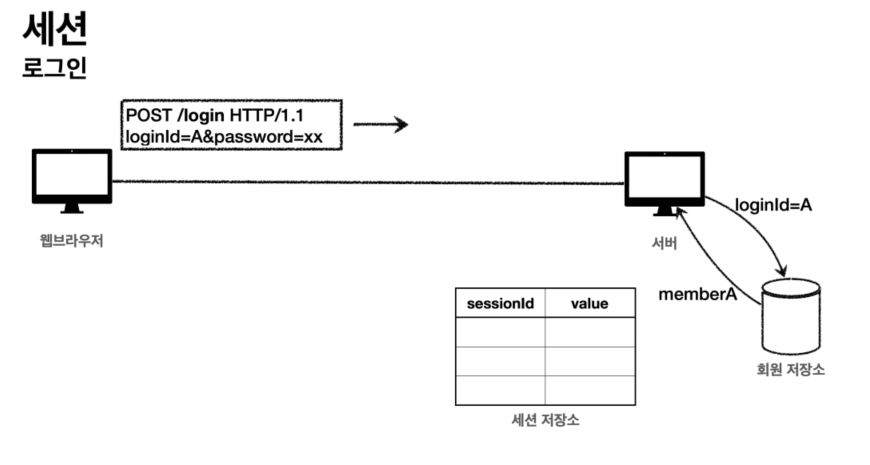 세션
로그인
POST /login HTTP/1.1
loginId=A&password=xx
웹브라우저
서버
loginId=A
memberA
회원 저장소
sessionId value
세션 저장소